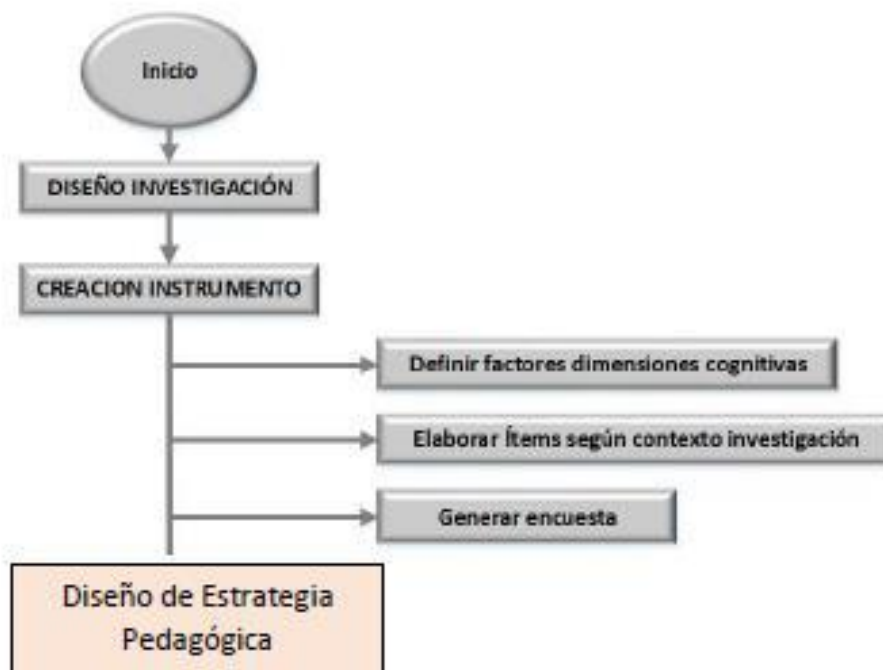 Inicio
DISEÑO INVESTIGACIÓN
CREACION INSTRUMENTO
Definir factores dimensiones cognitivas
Elaborar Ítems según contexto investigación
Generar encuesta
Diseño de Estrategia
Pedagógica